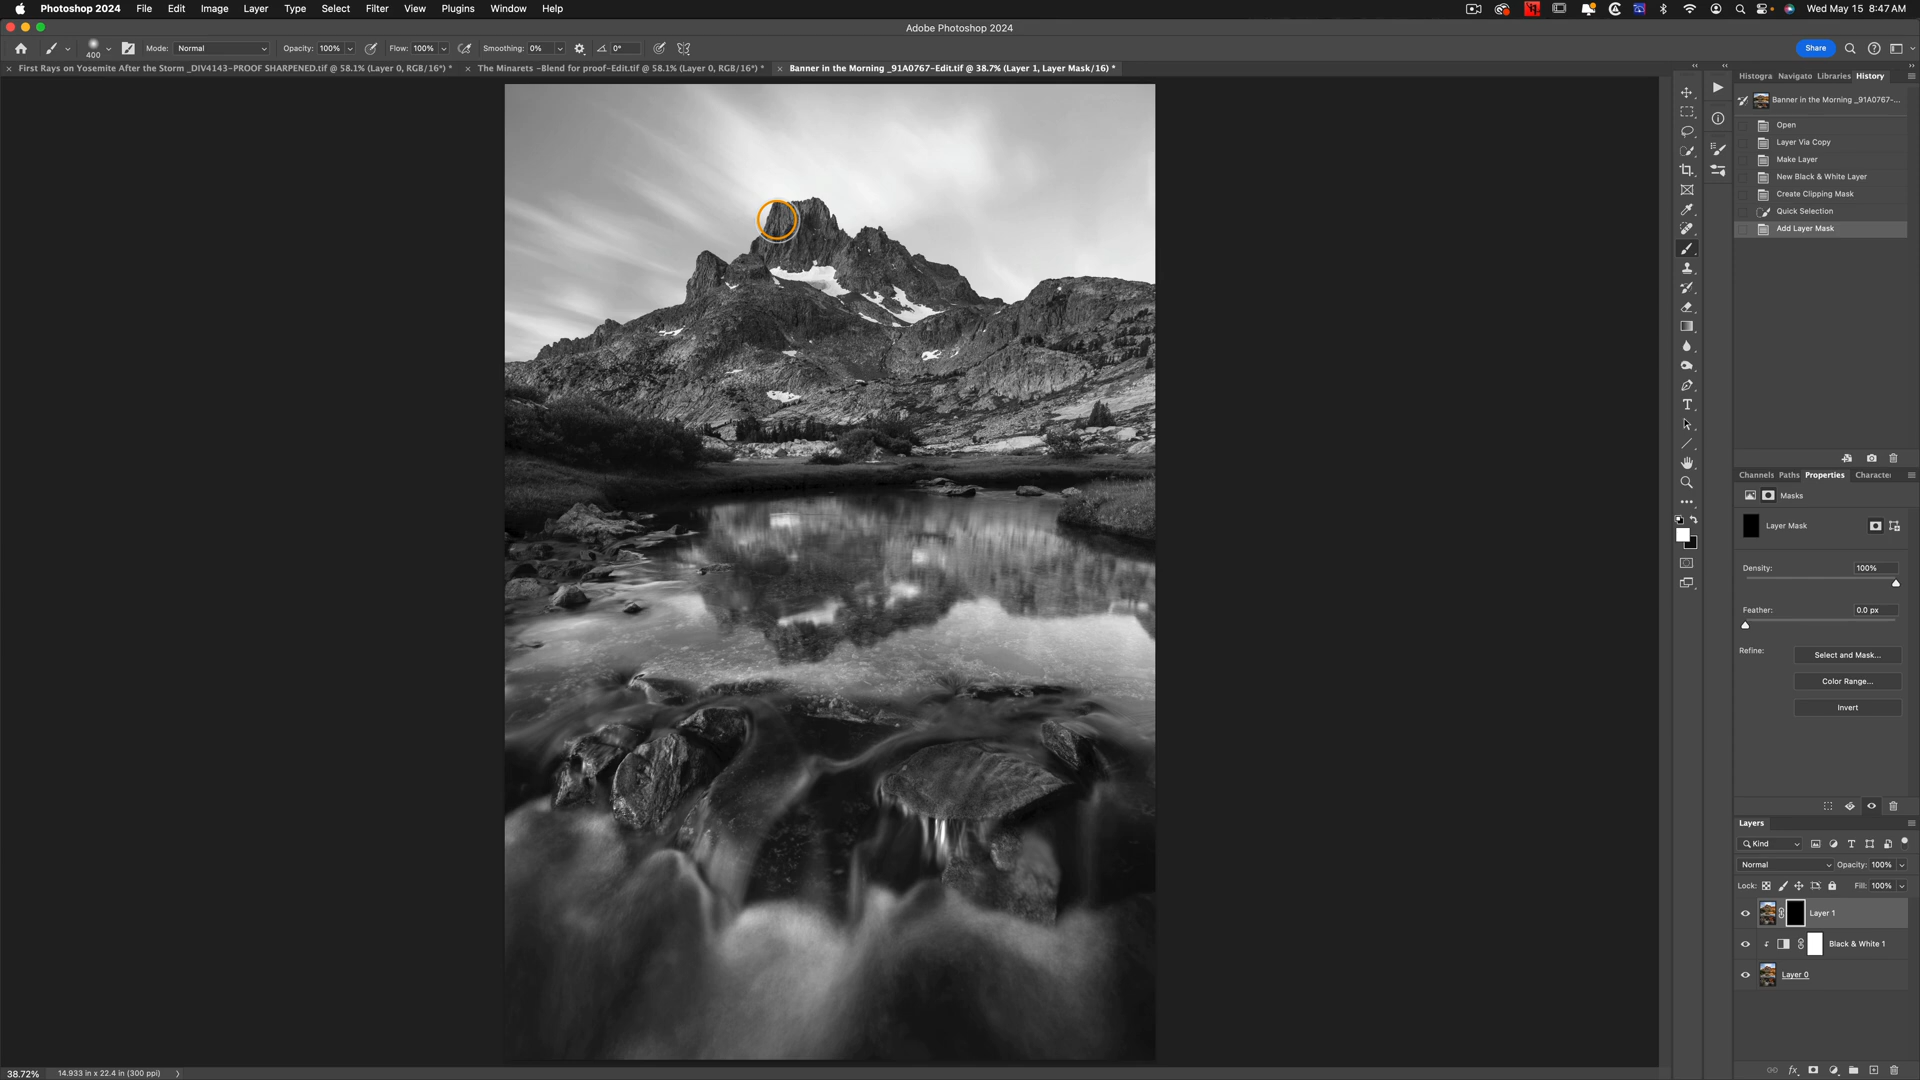 Photoshop 2024 File Edit Image Layer Type Select Filter View Plugins Window Help
Wed May 15 8:47 AM
Adobe Photoshop 2024
400
Mode: Normal
Opacity: 100%
Flow: 100%
Smoothing: 0%
0°
Share
First Rays on Yosemite After the Storm _DIV4143-PROOF SHARPENED.tif @ 58.1% (Layer 0, RGB/16*) *
The Minarets -Blend for proof-Edit.tif @ 58.1% (Layer 0, RGB/16*) *
Banner in the Morning _91A0767-Edit.tif @ 38.7% (Layer 1, Layer Mask/16) *
Histogra Navigato Libraries History
Banner in the Morning _91A0767-...
Open
Layer Via Copy
Make Layer
New Black & White Layer
Create Clipping Mask
Quick Selection
Add Layer Mask
Channels Paths Properties Character
Masks
Layer Mask
Density: 100%
Feather: 0.0 px
Refine:
Select and Mask...
Color Range...
Invert
Layers
Kind
Normal
Opacity: 100%
Lock:
Fill: 100%
Layer 1
Black & White 1
Layer 0
fx
38.72%
14.933 in x 22.4 in (300 ppi)